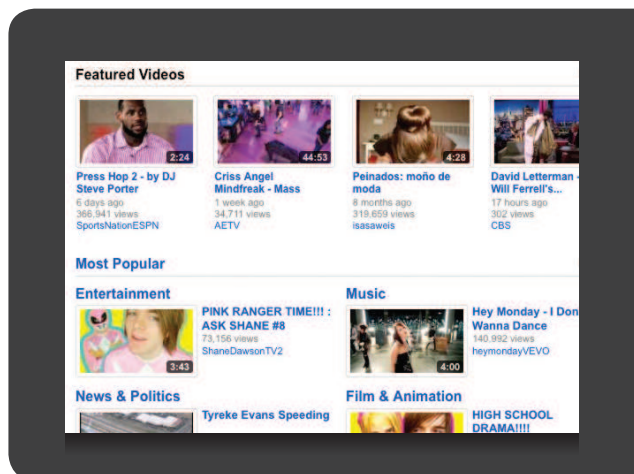 Featured Videos
2:24
44:53
4:28
Press Hop 2 - by DJ
Steve Porter
6 days ago
366,941 views
SportsNationESPN
Criss Angel
Mindfreak - Mass
1 week ago
34,711 views
AETV
Peinados: moño de
moda
8 months ago
319,659 views
isasaweis
David Letterman -
Will Ferrell's...
17 hours ago
302 views
CBS
Most Popular
Entertainment
3:43
PINK RANGER TIME!!! :
ASK SHANE #8
73,156 views
ShaneDawsonTV2
Music
4:00
Hey Monday - I Don
Wanna Dance
140,992 views
heymondayVEVO
News & Politics
Tyreke Evans Speeding
Film & Animation
HIGH SCHOOL
DRAMA!!!!